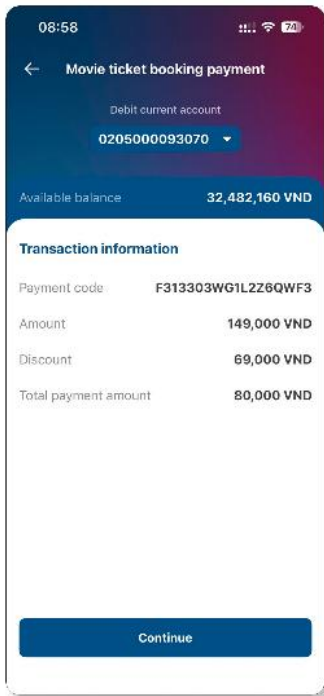 08:58
74
Movie ticket booking payment
Debit current account
0205000093070
Available balance 32,482,160 VND
Transaction information
Payment code F313303WG1L2Z6QWF3
Amount 149,000 VND
Discount 69,000 VND
Total payment amount 80,000 VND
Continue